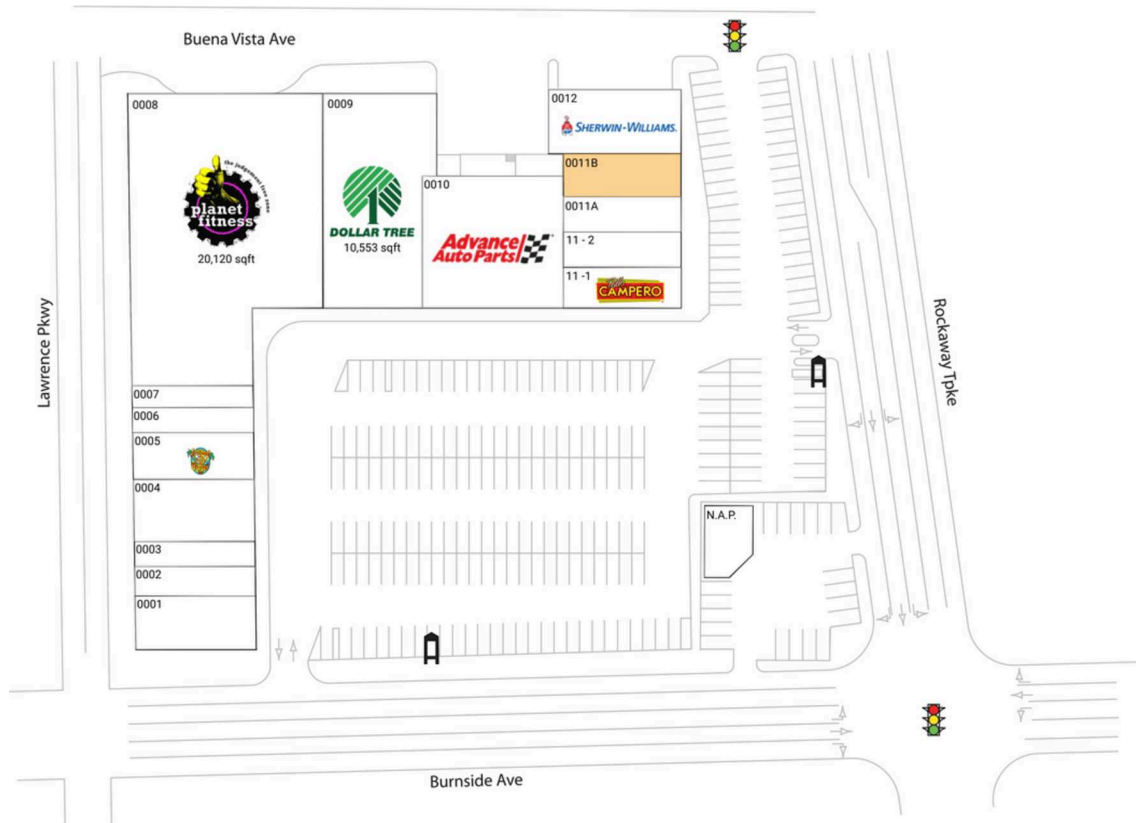 Buena Vista Ave
0008
the judgement free zone
planet
fitness
20,120 sqft
0009
DOLLAR TREE
10,553 sqft
0010
Advance
Auto Parts
0012
SHERWIN-WILLIAMS.
0011B
0011A
11 - 2
11 -1
Pollo
CAMPERO
Lawrence Pkwy
Rockaway Tpke
0007
0006
0005
0004
0003
0002
0001
N.A.P.
Burnside Ave